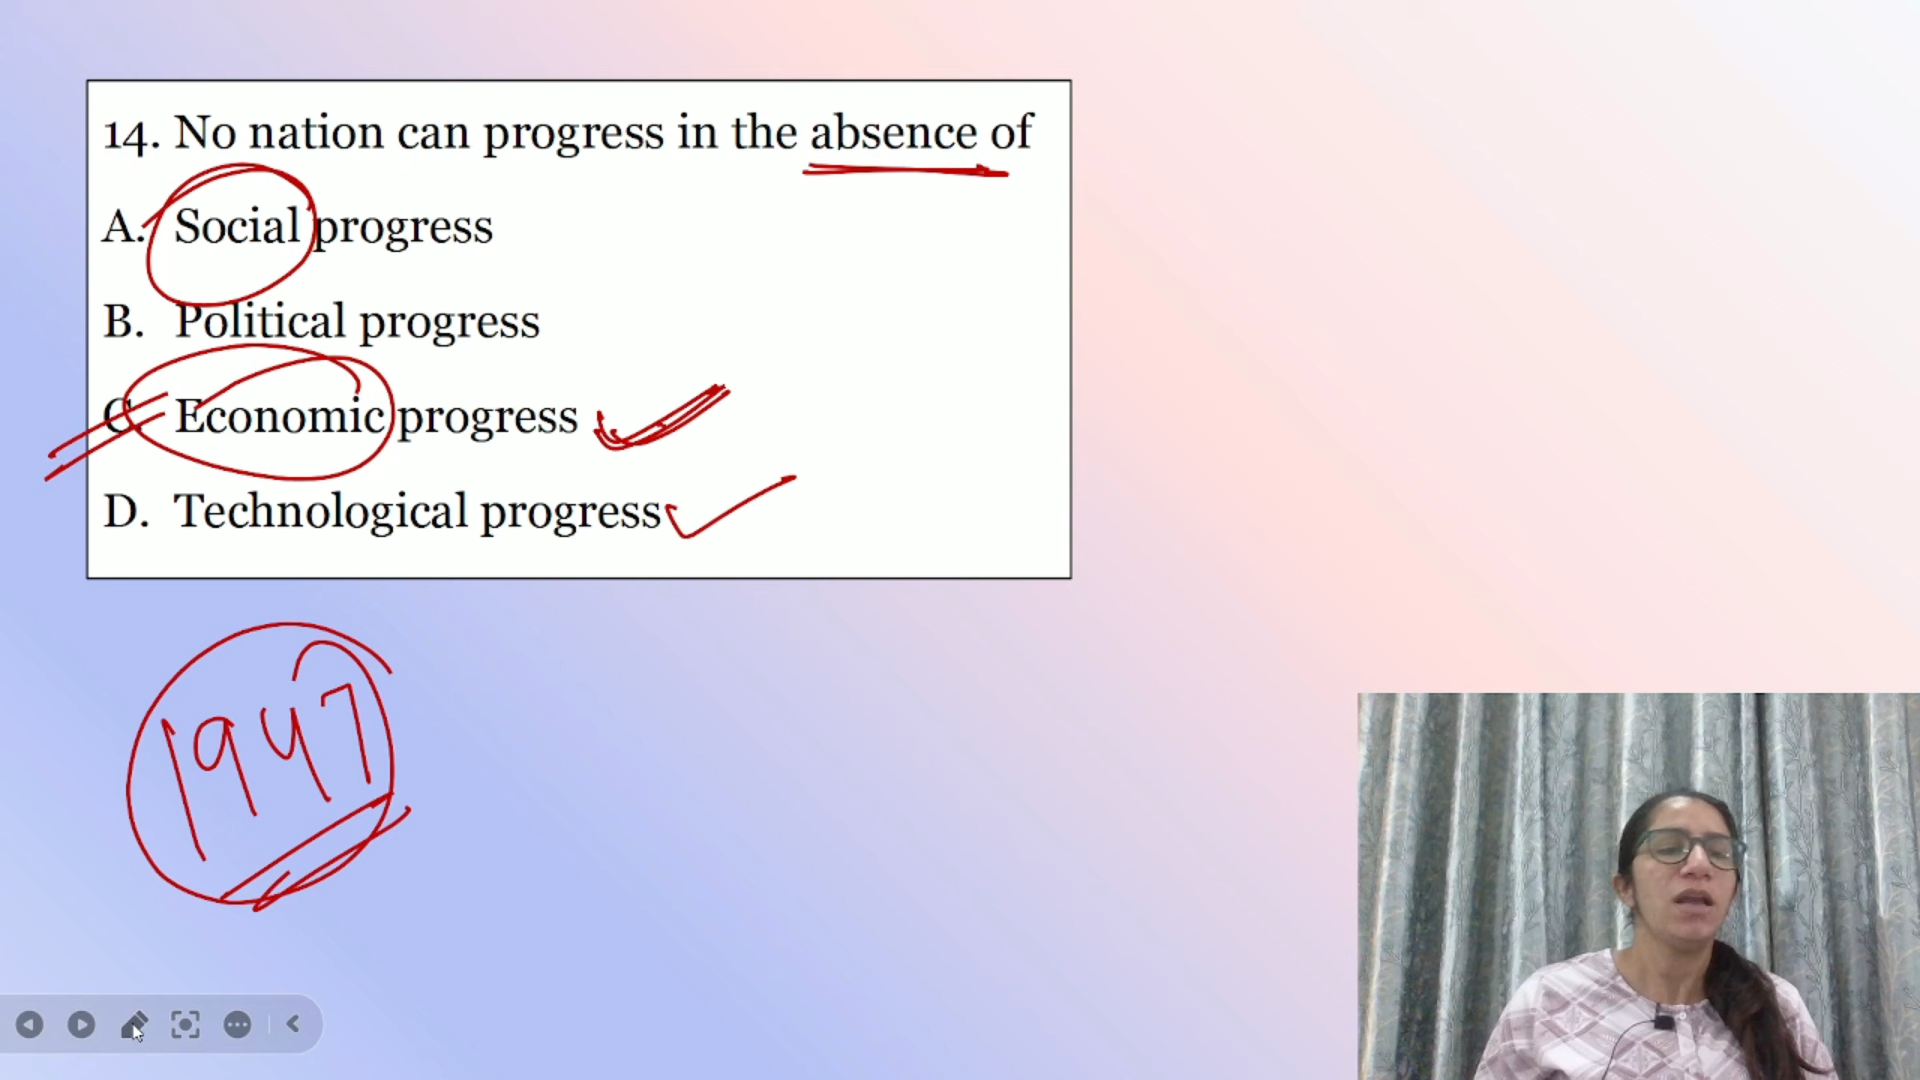 14. No nation can progress in the absence of
A. Social progress
B. Political progress
C. Economic progress
D. Technological progress
1947